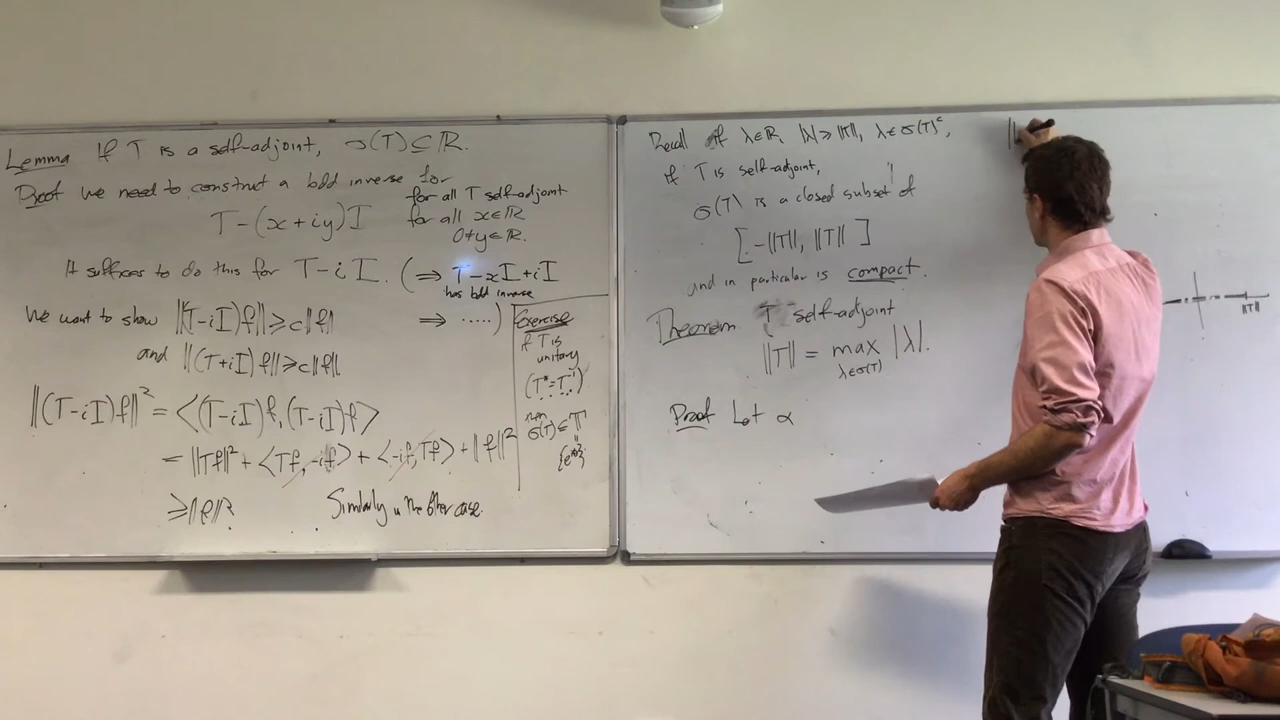 Lemma If T is a self-adjoint, σ(T) ⊆ ℝ.
Proof We need to construct a bdd inverse for
T - (x + iy) I
for all T self-adjoint
for all x ∈ ℝ
0 ≠ y ∈ ℝ.
It suffices to do this for T - i I. (⇒ T - xI + iI
has bdd inverse
⇒ .....)
We want to show ‖(T - iI) f‖ ≥ c‖f‖
and ‖(T + iI) f‖ ≥ c‖f‖
‖(T - iI) f‖² = ⟨(T - iI) f, (T - iI) f⟩
= ‖Tf‖² + ⟨Tf, -if⟩ + ⟨-if, Tf⟩ + ‖f‖²
≥ ‖f‖².
Similarly in the other case.
Exercise
if T is
unitary
(T* = T⁻¹)
then
σ(T) ⊆ 𝕋
"
Recall if λ ∈ ℝ, |λ| ≥ ‖T‖, λ ∈ σ(T)ᶜ,
if T is self-adjoint,
σ(T) is a closed subset of
[-‖T‖, ‖T‖]
and in particular is compact.
Theorem T self-adjoint
‖T‖ = max |λ|.
λ∈σ(T)
Proof Let α
‖T‖